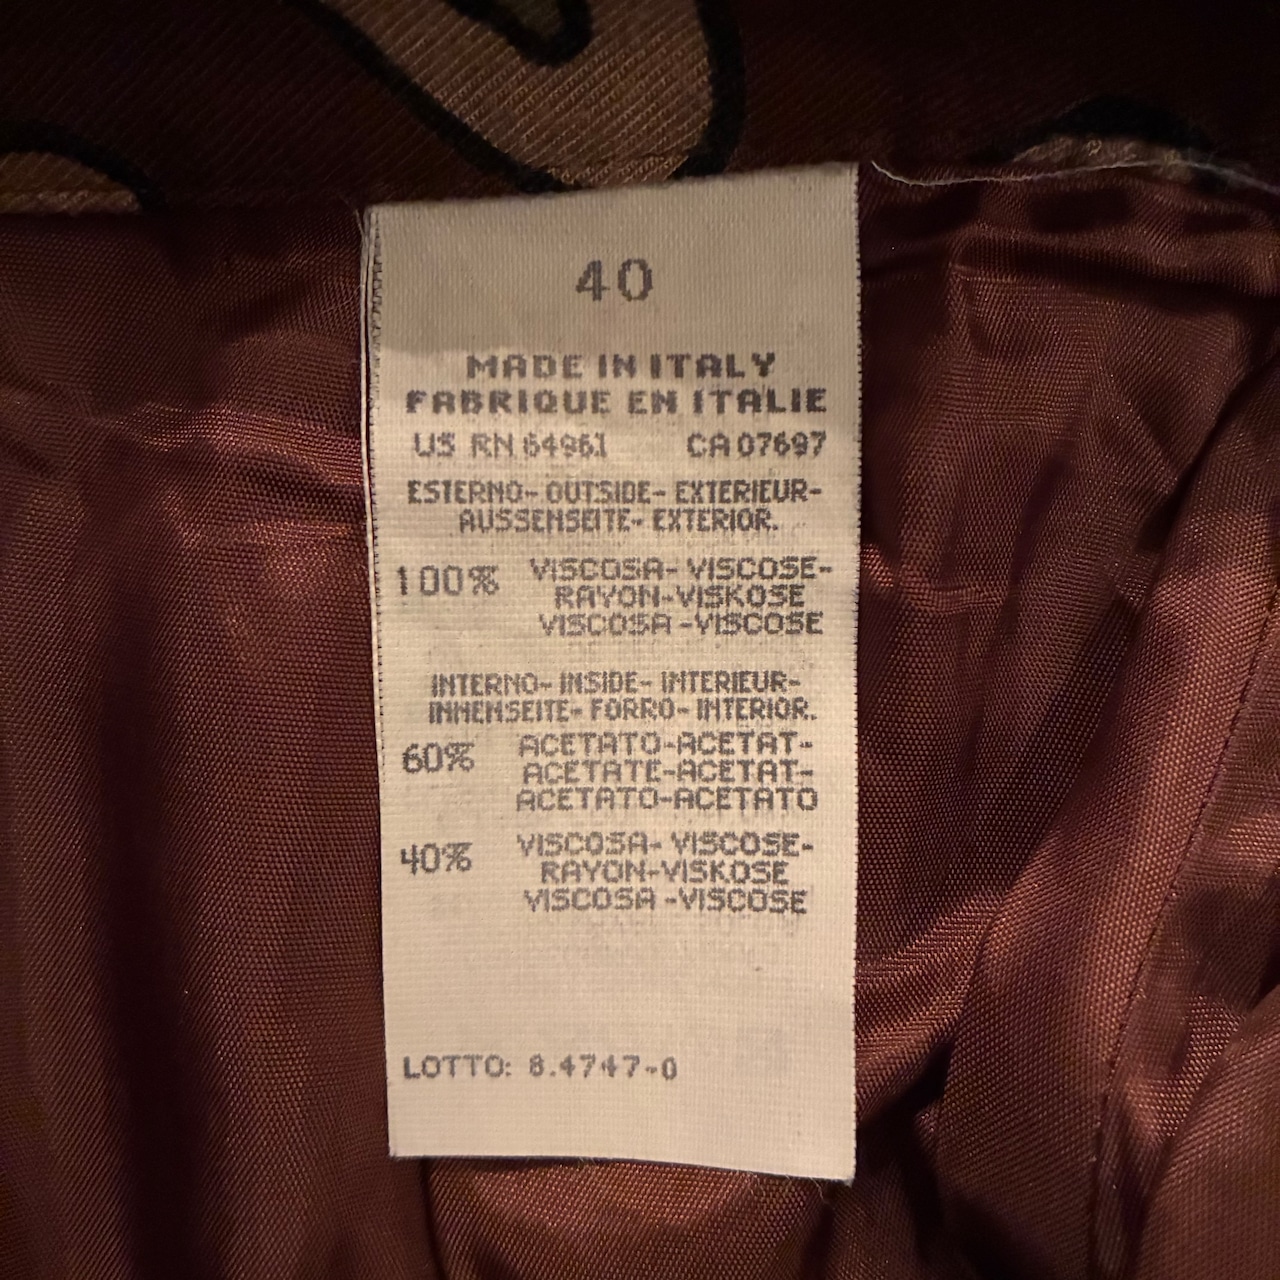 40
MADE IN ITALY
FABRIQUE EN ITALIE
US RN 64961 CA 07697
ESTERNO- OUTSIDE- EXTERIEUR-
AUSSENSEITE- EXTERIOR.
100% VISCOSA- VISCOSE-
RAYON-VISKOSE
VISCOSA -VISCOSE
INTERNO- INSIDE- INTERIEUR-
INNENSEITE- FORRO- INTERIOR.
60% ACETATO-ACETAT-
ACETATE-ACETAT-
ACETATO-ACETATO
40% VISCOSA- VISCOSE-
RAYON-VISKOSE
VISCOSA -VISCOSE
LOTTO: 8.4747-0